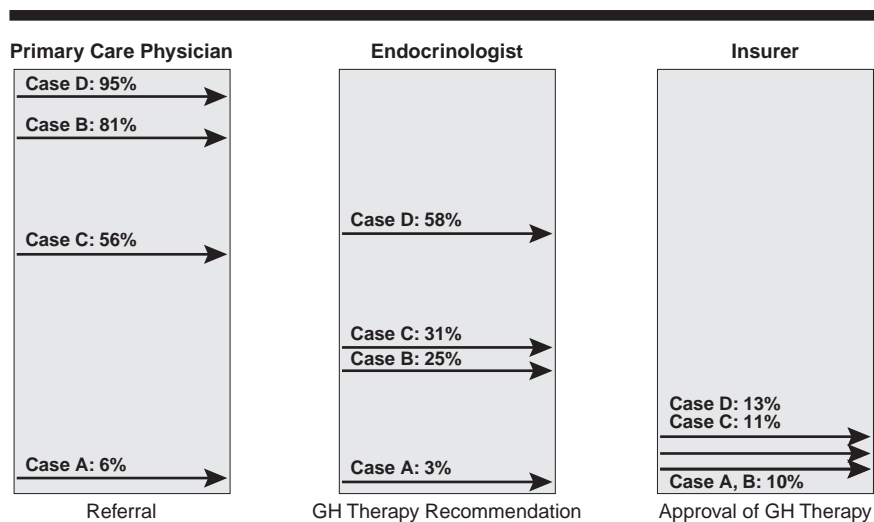 Primary Care Physician
Case D: 95%
Case B: 81%
Case C: 56%
Case A: 6%
Referral
Endocrinologist
Case D: 58%
Case C: 31%
Case B: 25%
Case A: 3%
GH Therapy Recommendation
Insurer
Case D: 13%
Case C: 11%
Case A, B: 10%
Approval of GH Therapy